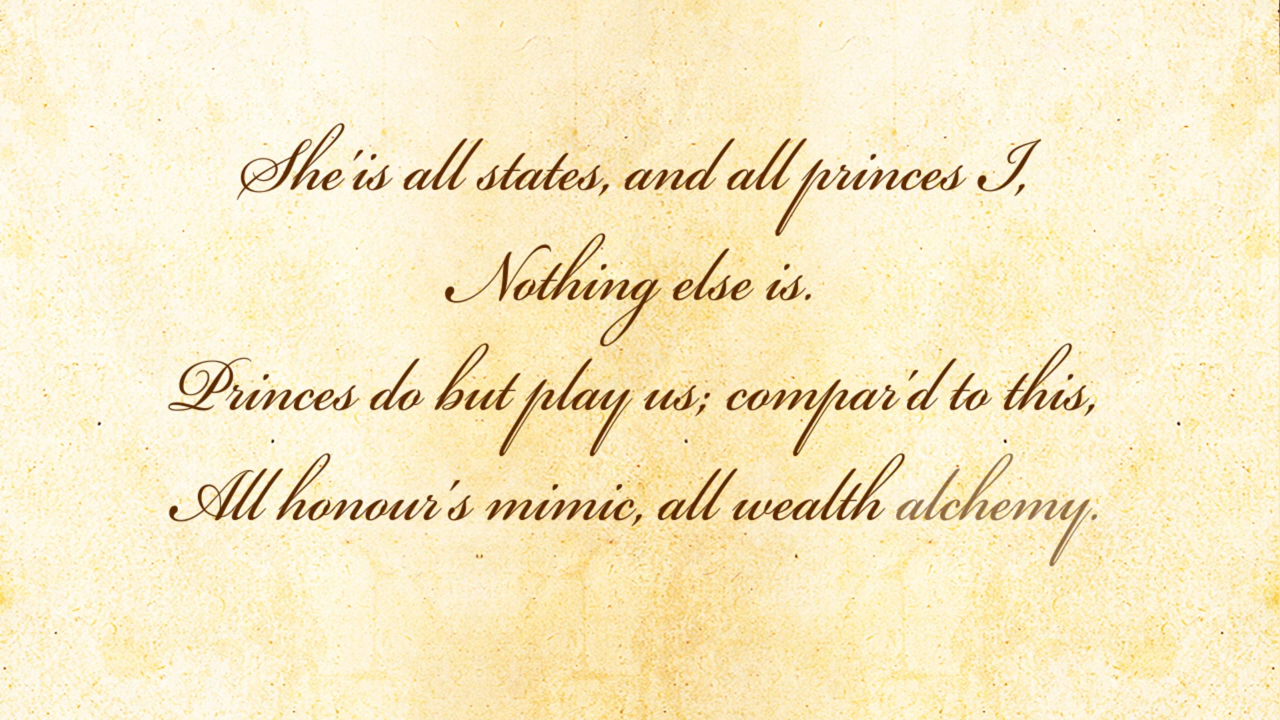 She'is all states, and all princes I,
Nothing else is.
Princes do but play us; compar'd to this,
All honour's mimic, all wealth alchemy.